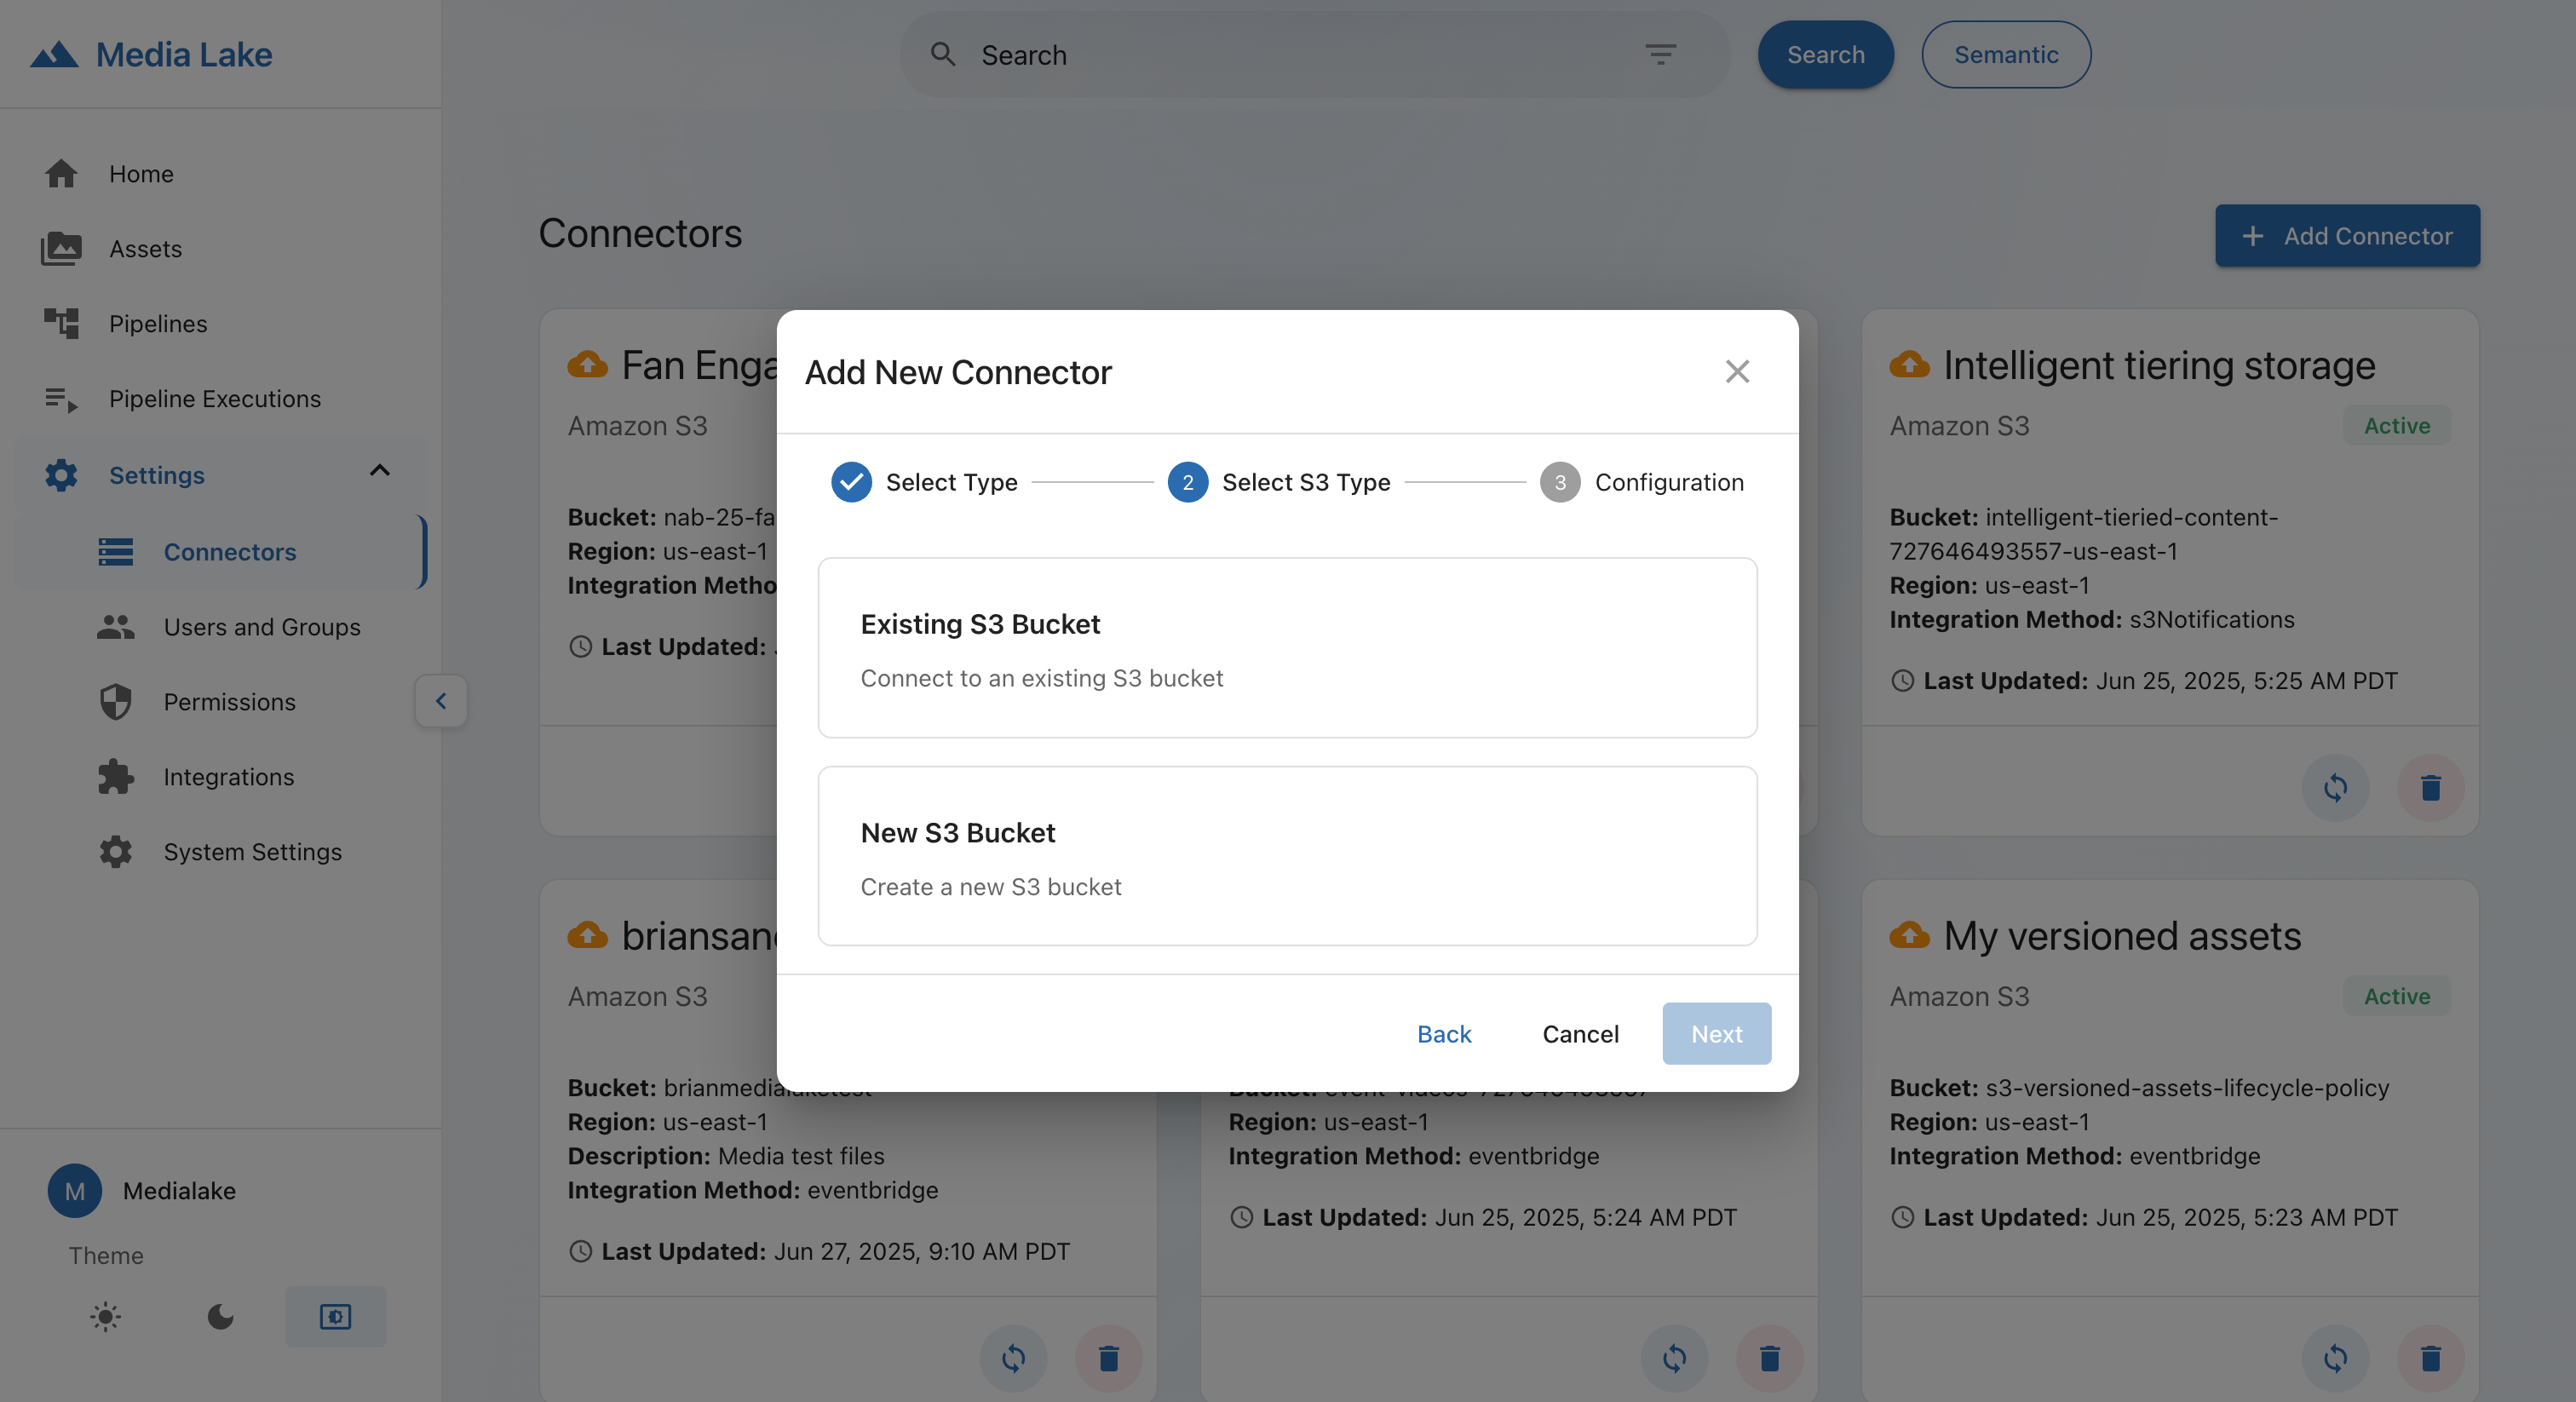 Media Lake
Search
Search
Semantic
Home
Assets
Pipelines
Pipeline Executions
Settings
Connectors
Users and Groups
Permissions
Integrations
System Settings
M
Medialake
Theme
Connectors
+ Add Connector
Fan Enga
Amazon S3
Bucket: nab-25-fa
Region: us-east-1
Integration Metho
Last Updated:
Intelligent tiering storage
Amazon S3
Active
Bucket: intelligent-tieried-content-
727646493557-us-east-1
Region: us-east-1
Integration Method: s3Notifications
Last Updated: Jun 25, 2025, 5:25 AM PDT
Add New Connector
Select Type
2 Select S3 Type
3 Configuration
Existing S3 Bucket
Connect to an existing S3 bucket
New S3 Bucket
Create a new S3 bucket
Back
Cancel
Next
briansand
Amazon S3
Bucket: brianmedialaketest
Region: us-east-1
Description: Media test files
Integration Method: eventbridge
Last Updated: Jun 27, 2025, 9:10 AM PDT
Bucket: event-videos-727646493557
Region: us-east-1
Integration Method: eventbridge
Last Updated: Jun 25, 2025, 5:24 AM PDT
My versioned assets
Amazon S3
Active
Bucket: s3-versioned-assets-lifecycle-policy
Region: us-east-1
Integration Method: eventbridge
Last Updated: Jun 25, 2025, 5:23 AM PDT